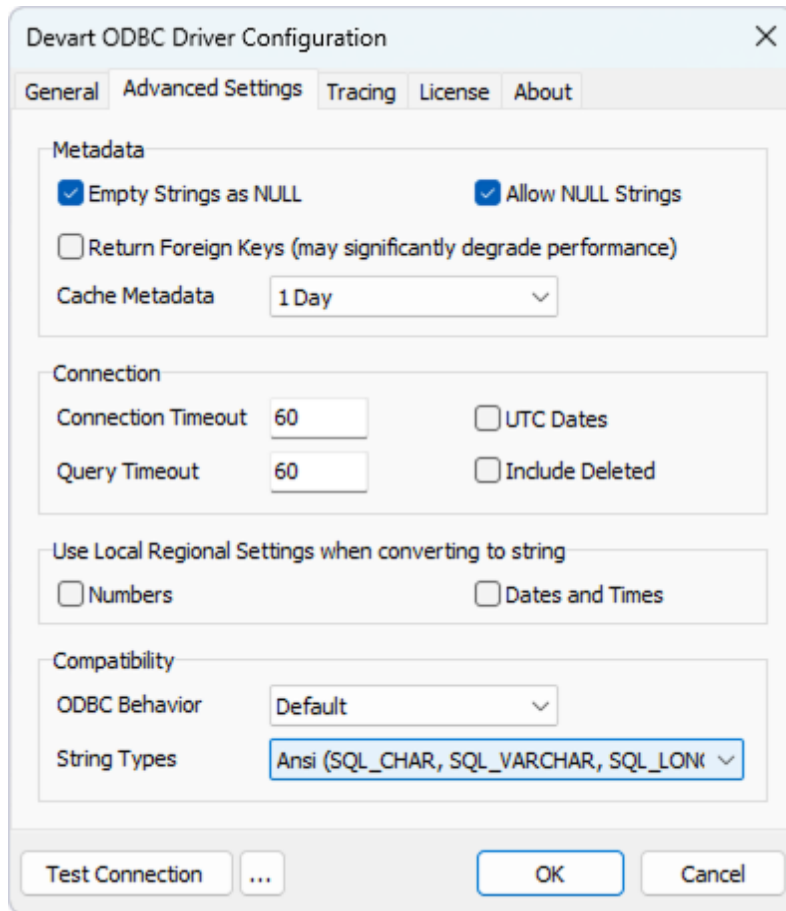 Devart ODBC Driver Configuration
General Advanced Settings Tracing License About
Metadata
Empty Strings as NULL Allow NULL Strings
Return Foreign Keys (may significantly degrade performance)
Cache Metadata 1 Day
Connection
Connection Timeout 60 UTC Dates
Query Timeout 60 Include Deleted
Use Local Regional Settings when converting to string
Numbers Dates and Times
Compatibility
ODBC Behavior Default
String Types Ansi (SQL_CHAR, SQL_VARCHAR, SQL_LONG
Test Connection ... OK Cancel